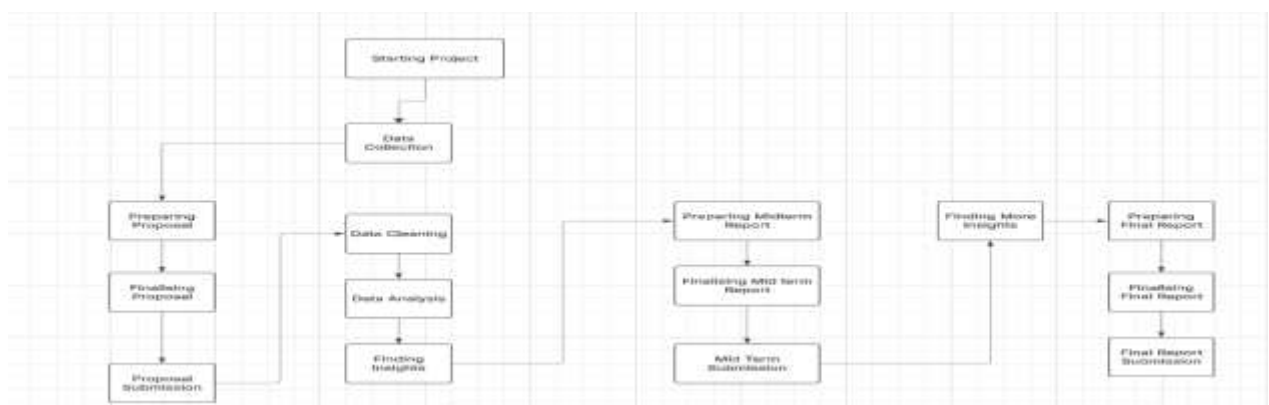 Starting Project
Data
Collection
Preparing
Proposal
Finalising
Proposal
Proposal
Submission
Data Cleaning
Data Analysis
Finding
Insights
Preparing Midterm
Report
Finalising Mid term
Report
Mid Term
Submission
Finding More
Insights
Preparing
Final Report
Finalising
Final Report
Final Report
Submission